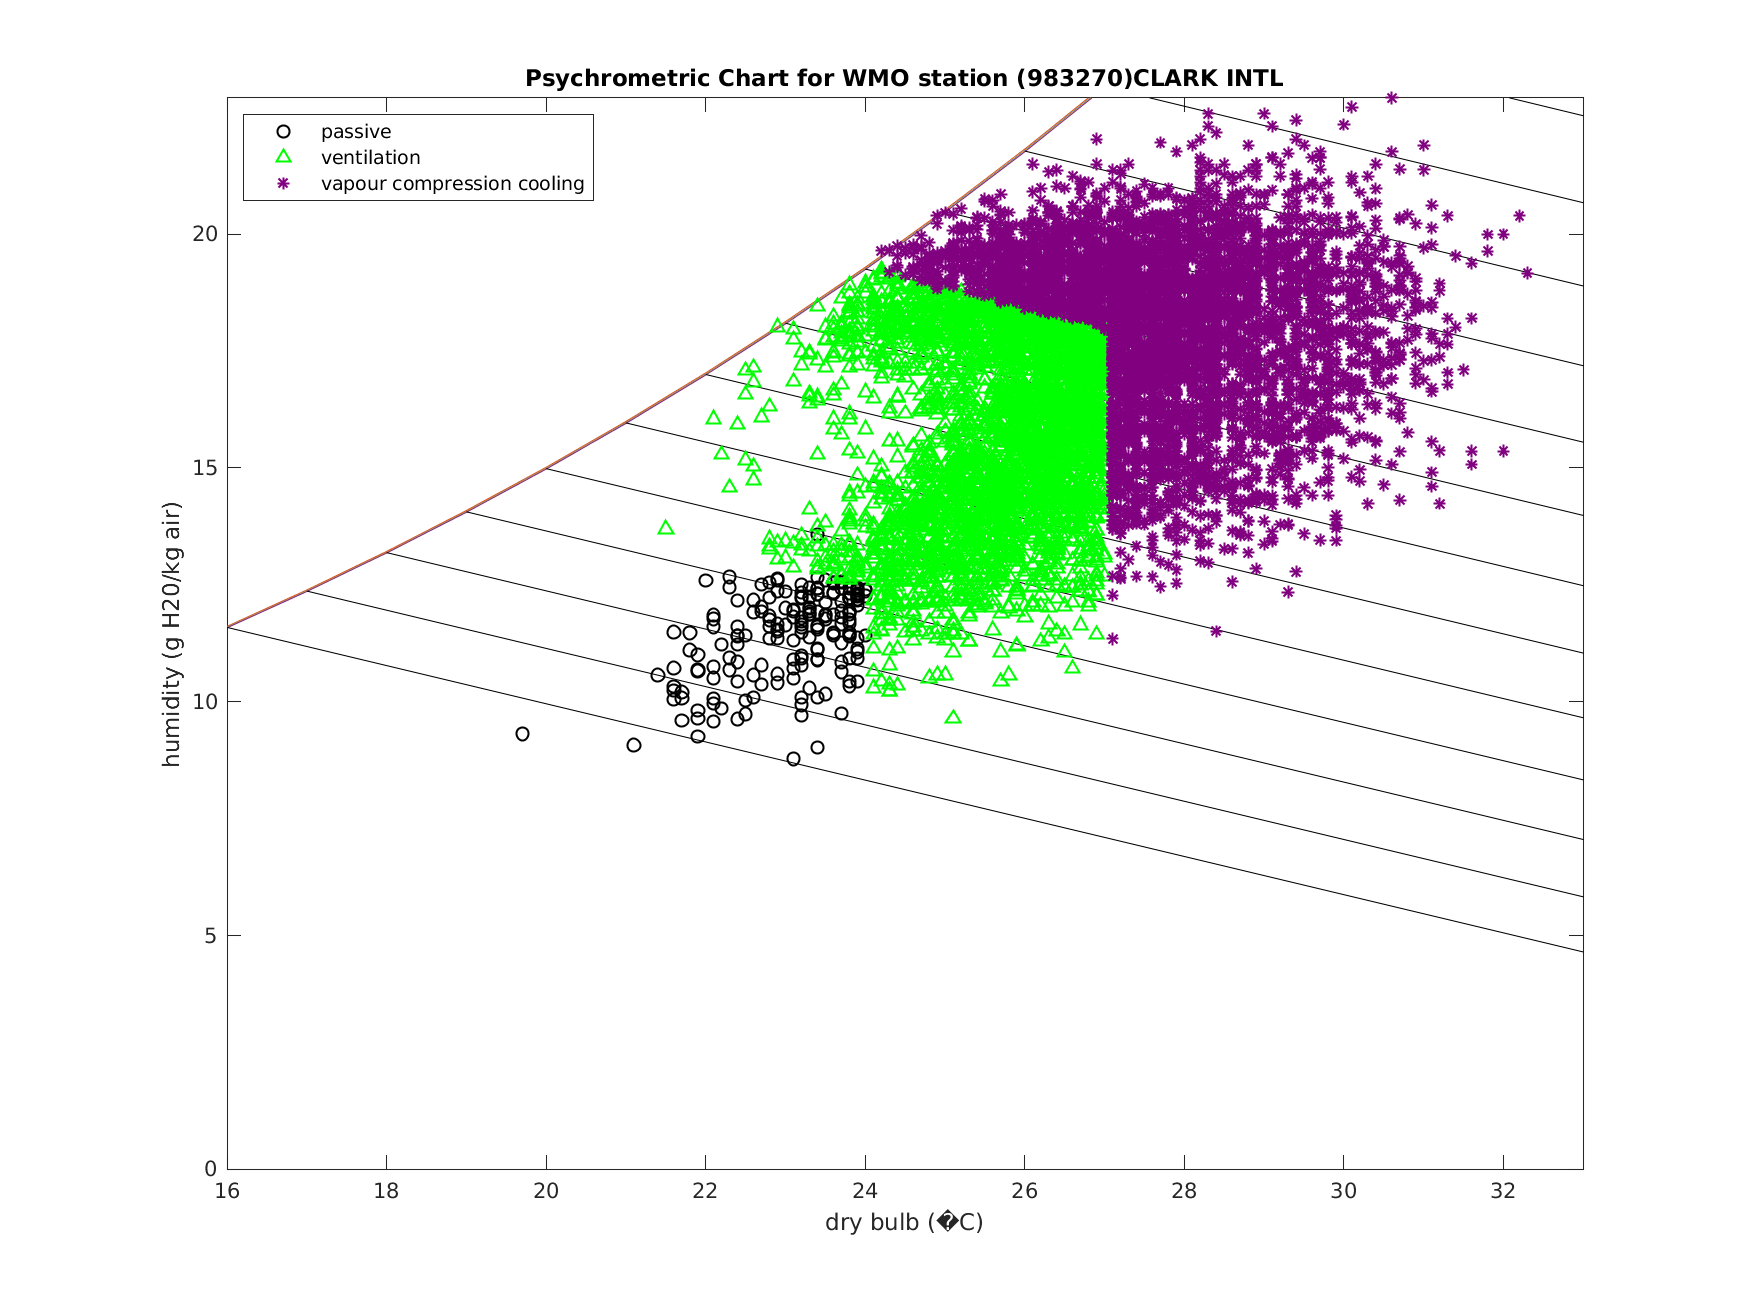 Psychrometric Chart for WMO station (983270)CLARK INTL
passive
ventilation
vapour compression cooling
humidity (g H20/kg air)
20
15
10
5
0
16 18 20 22 24 26 28 30 32
dry bulb (�C)